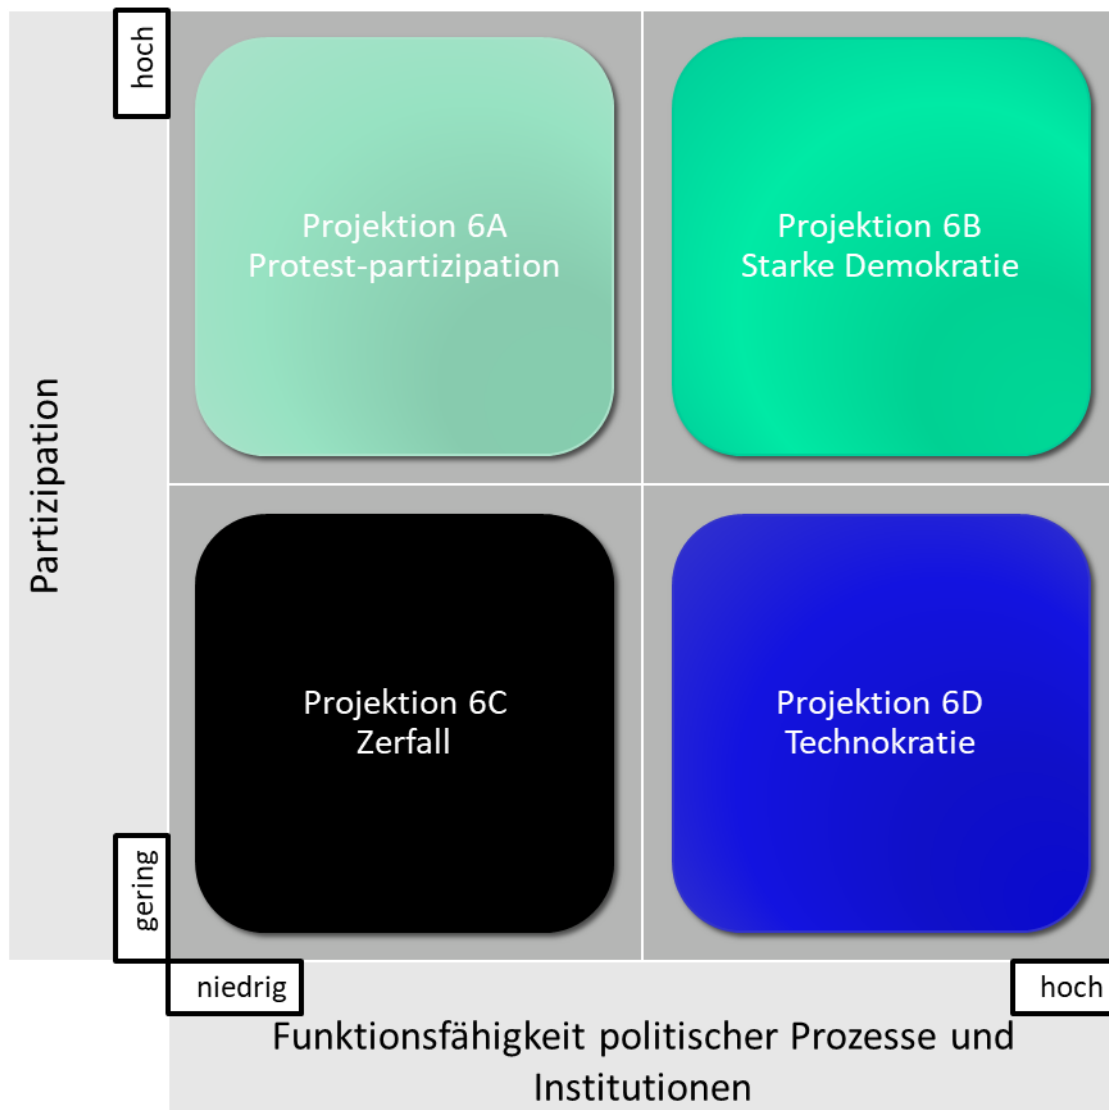 hoch
Projektion 6A
Protest-partizipation
Projektion 6B
Starke Demokratie
Partizipation
Projektion 6C
Zerfall
Projektion 6D
Technokratie
gering
niedrig
hoch
Funktionsfähigkeit politischer Prozesse und
Institutionen